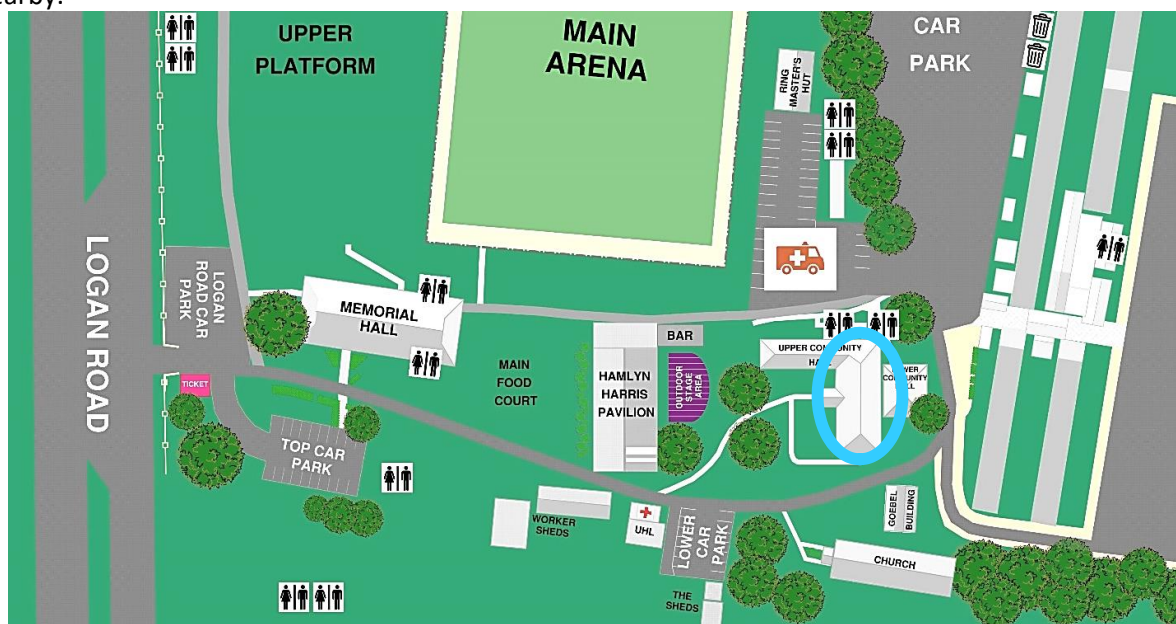 UPPER
PLATFORM
MAIN
ARENA
CAR
PARK
RING
MASTER'S
HUT
LOGAN ROAD
LOGAN
ROAD CAR
PARK
MEMORIAL
HALL
BAR
UPPER COMMUNITY
MAIN
FOOD
COURT
HAMLYN
HARRIS
PAVILION
OUTDOOR
STAGE
AREA
TICKET
TOP CAR
PARK
WORKER
SHEDS
UHL
LOWER
CAR
PARK
GOEBEL
BUILDING
CHURCH
THE
SHEDS